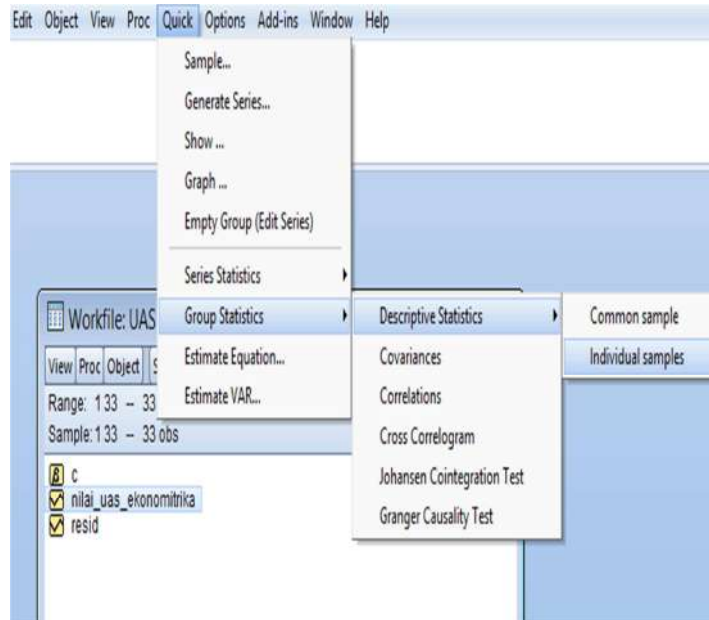 Edit Object View Proc Quick Options Add-ins Window Help
Sample...
Generate Series...
Show ...
Graph ...
Empty Group (Edit Series)
Series Statistics
Group Statistics
Estimate Equation...
Estimate VAR...
Descriptive Statistics
Covariances
Correlations
Cross Correlogram
Johansen Cointegration Test
Granger Causality Test
Common sample
Individual samples
Workfile: UAS
View Proc Object
Range: 1 33 -- 33
Sample: 1 33 -- 33 obs
β c
nilai_uas_ekonomitrika
resid